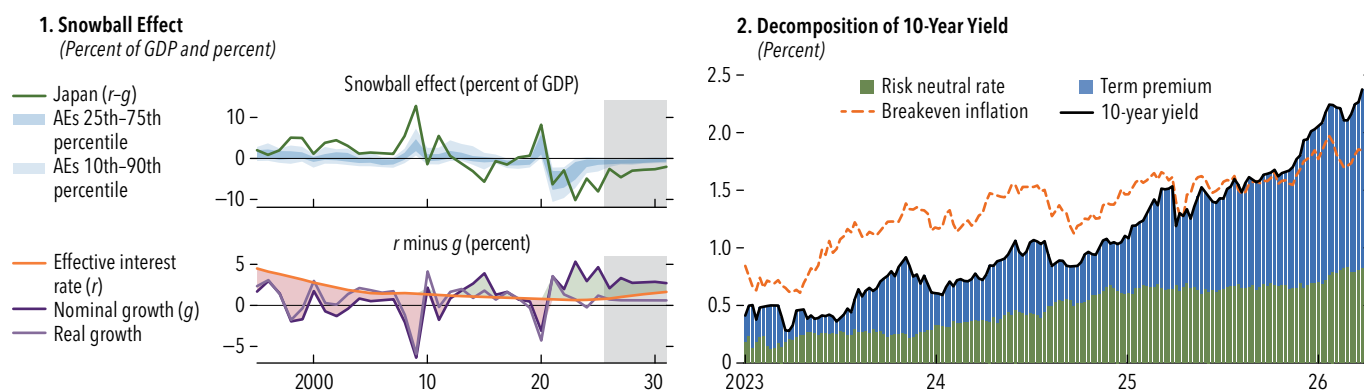 1. Snowball Effect
(Percent of GDP and percent)
Snowball effect (percent of GDP)
Japan (r–g)
AEs 25th–75th
percentile
AEs 10th–90th
percentile
10
0
–10
r minus g (percent)
Effective interest
rate (r)
Nominal growth (g)
Real growth
5
0
–5
2000 10 20 30
2. Decomposition of 10-Year Yield
(Percent)
Risk neutral rate
Term premium
Breakeven inflation
10-year yield
2.5
2.0
1.5
1.0
0.5
0
2023 24 25 26